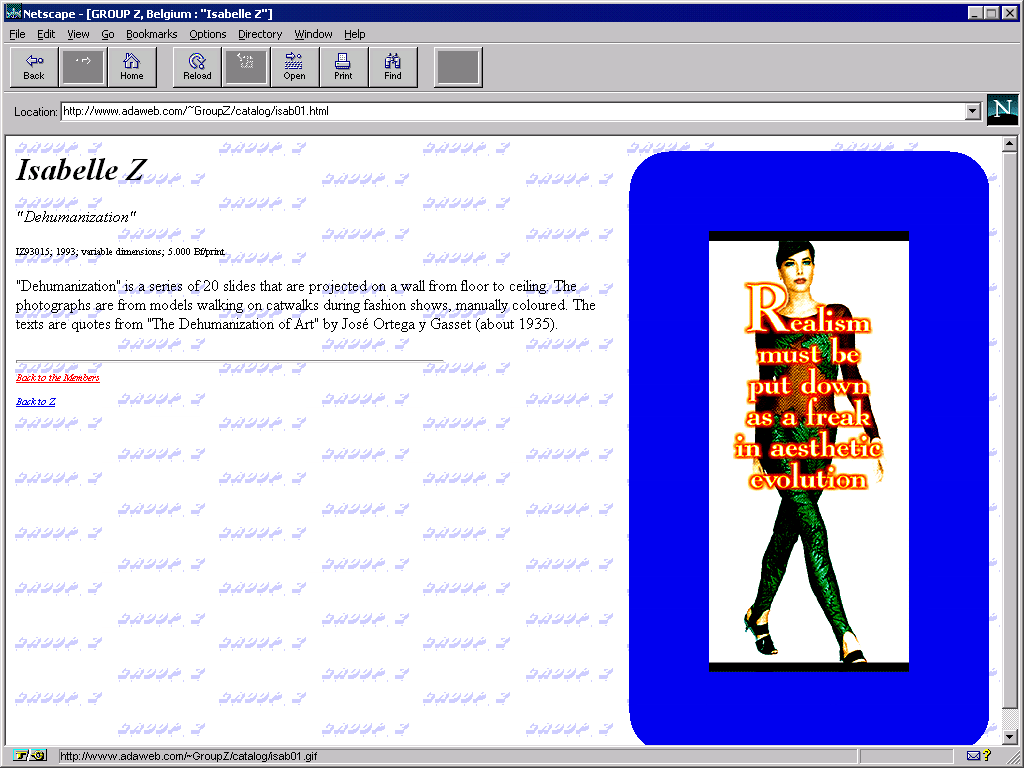 Netscape - [GROUP Z, Belgium : "Isabelle Z"]
File Edit View Go Bookmarks Options Directory Window Help
Back Home Reload Open Print Find
Location: http://www.adaweb.com/~GroupZ/catalog/isab01.html
N
GROUP Z
Isabelle Z
"Dehumanization"
IZ93015; 1993; variable dimensions; 5.000 Bf/print.
"Dehumanization" is a series of 20 slides that are projected on a wall from floor to ceiling. The
photographs are from models walking on catwalks during fashion shows, manually coloured. The
texts are quotes from "The Dehumanization of Art" by José Ortega y Gasset (about 1935).
Back to the Members
Back to Z
Realism
must be
put down
as a freak
in aesthetic
evolution
http://www.adaweb.com/~GroupZ/catalog/isab01.gif